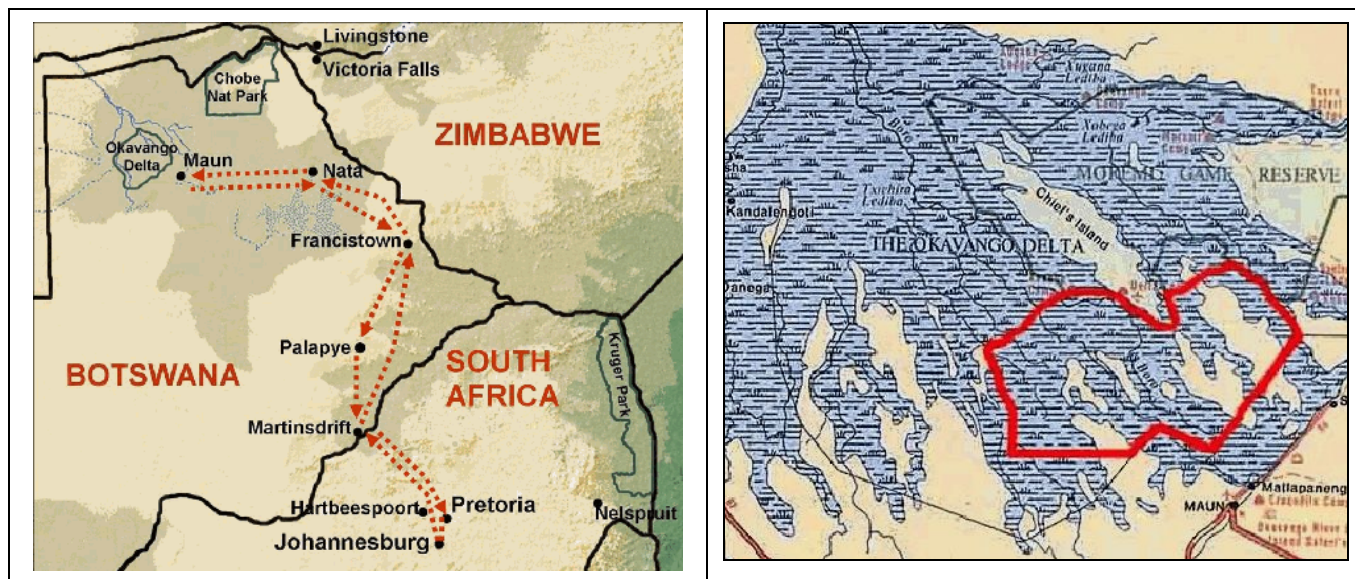 Livingstone
Victoria Falls
Chobe
Nat Park
ZIMBABWE
Okavango
Delta
Maun
Nata
Francistown
Palapye
BOTSWANA
SOUTH
AFRICA
Kruger Park
Martinsdrift
Hartbeespoort
Pretoria
Nelspruit
Johannesburg
Xugana
Lediba
Boro
Xobega
Lediba
MOREMI GAME RESERVE
Txichira
Lediba
Chief's Island
Kandalengoti
THE OKAVANGO DELTA
Boro
Matlapaneng
MAUN